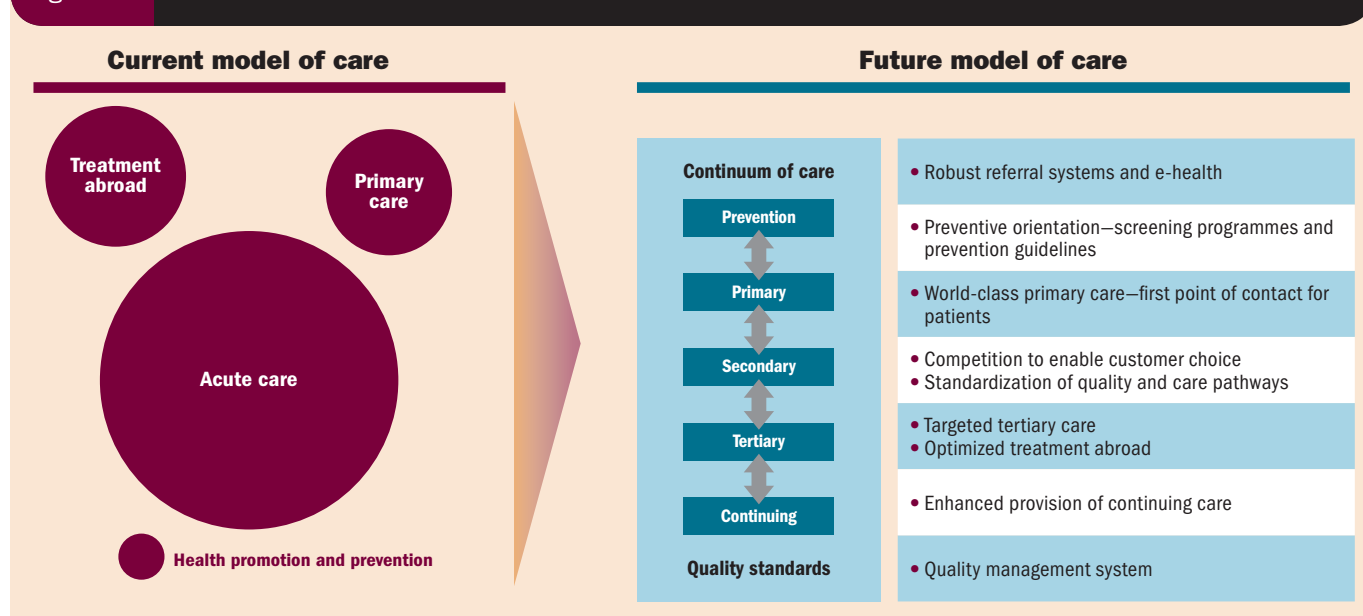 Current model of care
Future model of care
Treatment
abroad
Primary
care
Acute care
Health promotion and prevention
Continuum of care
Prevention
Primary
Secondary
Tertiary
Continuing
Quality standards
• Robust referral systems and e-health
• Preventive orientation—screening programmes and
prevention guidelines
• World-class primary care—first point of contact for
patients
• Competition to enable customer choice
• Standardization of quality and care pathways
• Targeted tertiary care
• Optimized treatment abroad
• Enhanced provision of continuing care
• Quality management system